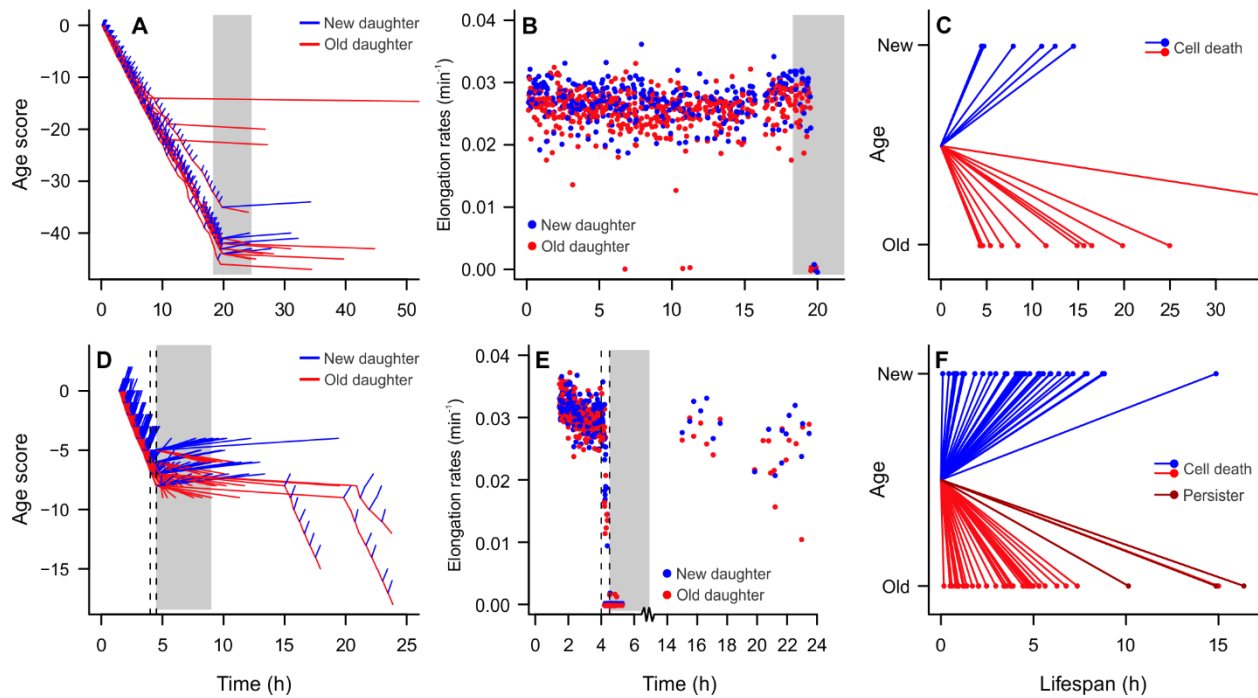 A
New daughter
Old daughter
Age score
0
−10
−20
−30
−40
0 10 20 30 40 50
B
Elongation rates (min⁻¹)
0.04
0.03
0.02
0.01
0.00
New daughter
Old daughter
0 5 10 15 20
C
Cell death
Age
New
Old
0 5 10 15 20 25 30
D
New daughter
Old daughter
Age score
0
−5
−10
−15
0 5 10 15 20 25
Time (h)
E
Elongation rates (min⁻¹)
0.04
0.03
0.02
0.01
0.00
New daughter
Old daughter
2 4 6 14 16 18 20 22 24
Time (h)
F
Cell death
Persister
Age
New
Old
0 5 10 15
Lifespan (h)